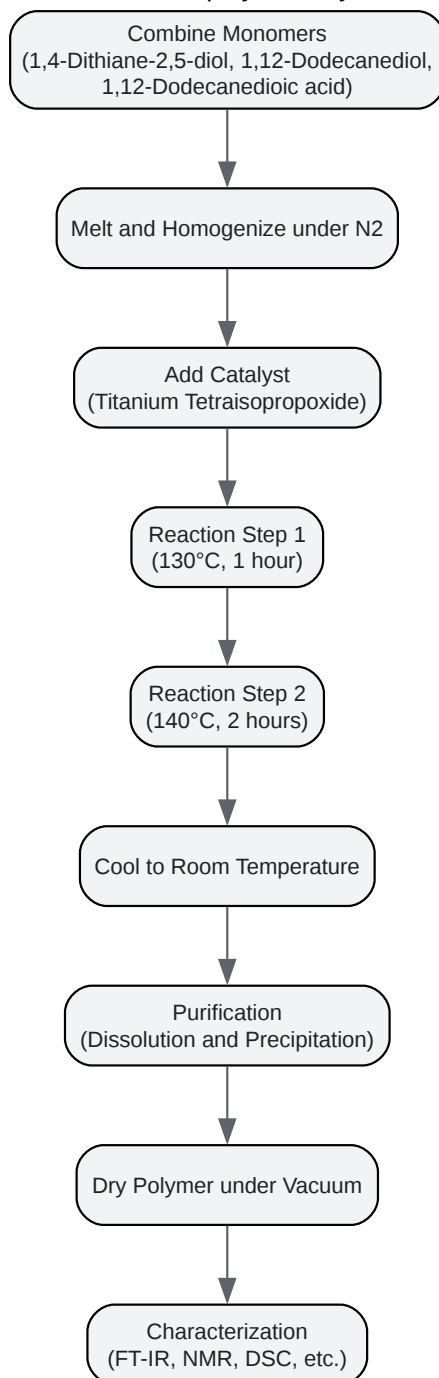 Combine Monomers
(1,4-Dithiane-2,5-diol, 1,12-Dodecanediol,
1,12-Dodecanedioic acid)
Melt and Homogenize under N2
Add Catalyst
(Titanium Tetraisopropoxide)
Reaction Step 1
(130°C, 1 hour)
Reaction Step 2
(140°C, 2 hours)
Cool to Room Temperature
Purification
(Dissolution and Precipitation)
Dry Polymer under Vacuum
Characterization
(FT-IR, NMR, DSC, etc.)